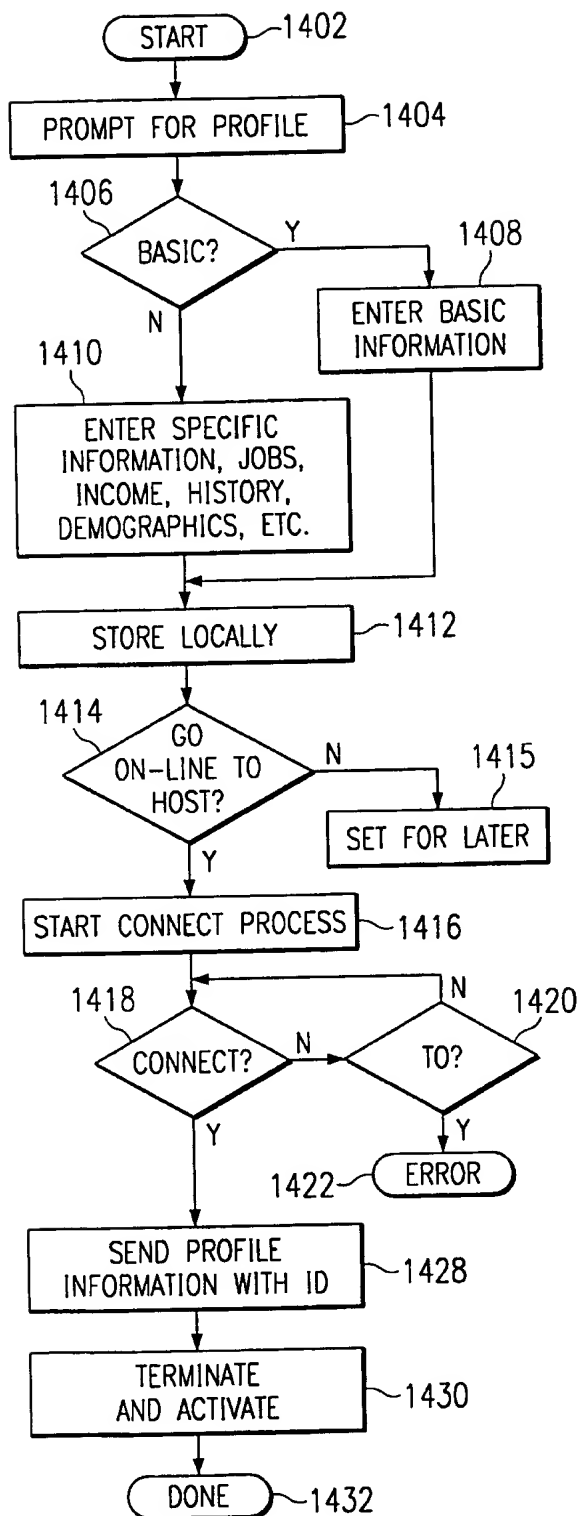 START
1402
PROMPT FOR PROFILE
1404
1406
BASIC?
Y
N
1408
ENTER BASIC
INFORMATION
1410
ENTER SPECIFIC
INFORMATION, JOBS,
INCOME, HISTORY,
DEMOGRAPHICS, ETC.
STORE LOCALLY
1412
1414
GO
ON-LINE TO
HOST?
N
Y
1415
SET FOR LATER
START CONNECT PROCESS
1416
1418
CONNECT?
N
Y
N
1420
TO?
Y
1422
ERROR
SEND PROFILE
INFORMATION WITH ID
1428
TERMINATE
AND ACTIVATE
1430
DONE
1432